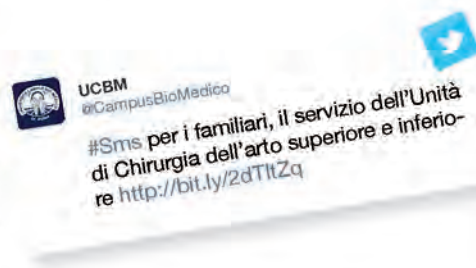 UCBM
@CampusBioMedico
#Sms per i familiari, il servizio dell'Unità
di Chirurgia dell'arto superiore e inferio-
re http://bit.ly/2dTItZq